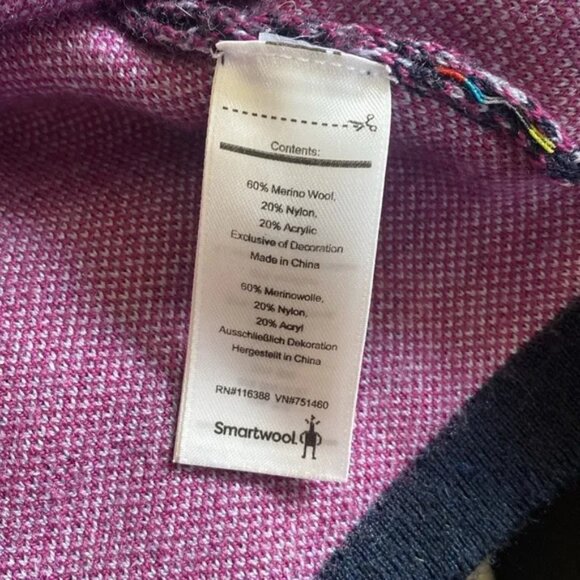 Contents:
60% Merino Wool,
20% Nylon,
20% Acrylic
Exclusive of Decoration
Made in China
60% Merinowolle,
20% Nylon,
20% Acryl
Ausschließlich Dekoration
Hergestellt in China
RN#116388 VN#751460
Smartwool